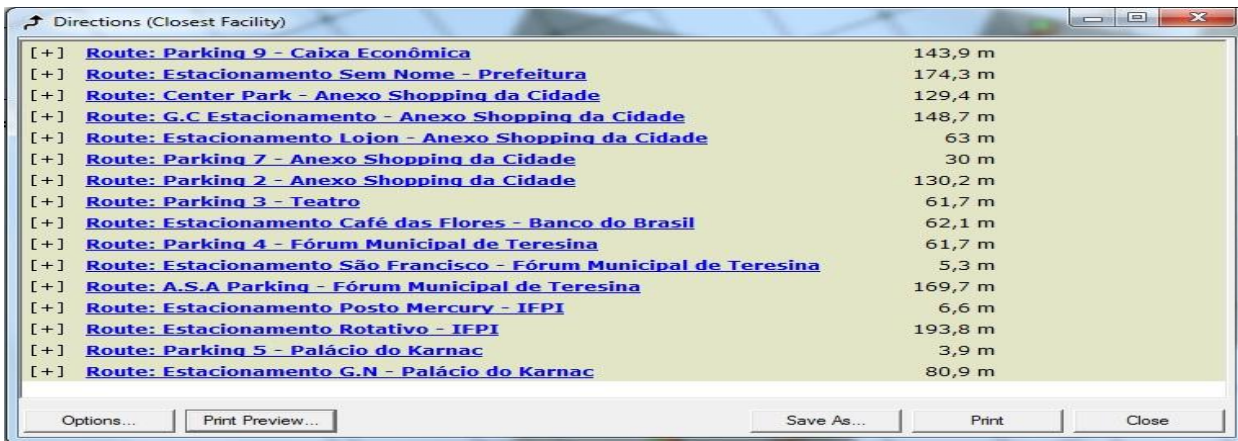 Directions (Closest Facility)
[+] Route: Parking 9 - Caixa Econômica 143,9 m
[+] Route: Estacionamento Sem Nome - Prefeitura 174,3 m
[+] Route: Center Park - Anexo Shopping da Cidade 129,4 m
[+] Route: G.C Estacionamento - Anexo Shopping da Cidade 148,7 m
[+] Route: Estacionamento Lojon - Anexo Shopping da Cidade 63 m
[+] Route: Parking 7 - Anexo Shopping da Cidade 30 m
[+] Route: Parking 2 - Anexo Shopping da Cidade 130,2 m
[+] Route: Parking 3 - Teatro 61,7 m
[+] Route: Estacionamento Café das Flores - Banco do Brasil 62,1 m
[+] Route: Parking 4 - Fórum Municipal de Teresina 61,7 m
[+] Route: Estacionamento São Francisco - Fórum Municipal de Teresina 5,3 m
[+] Route: A.S.A Parking - Fórum Municipal de Teresina 169,7 m
[+] Route: Estacionamento Posto Mercury - IFPI 6,6 m
[+] Route: Estacionamento Rotativo - IFPI 193,8 m
[+] Route: Parking 5 - Palácio do Karnac 3,9 m
[+] Route: Estacionamento G.N - Palácio do Karnac 80,9 m
Options... Print Preview... Save As... Print Close